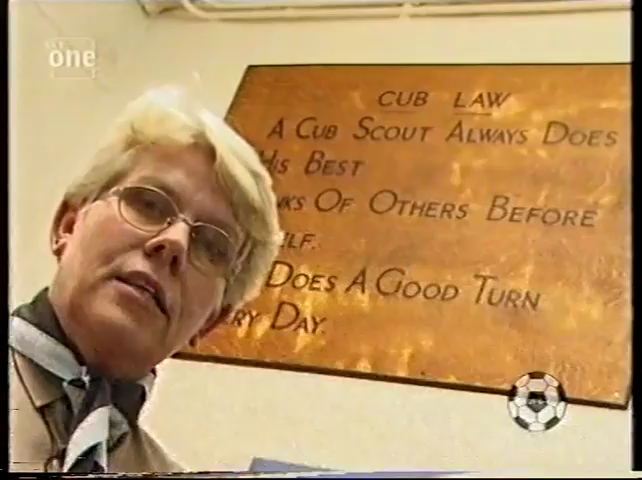 one
CUB LAW
A CUB SCOUT ALWAYS DOES
HIS BEST
OF OTHERS BEFORE
DOES A GOOD TURN
DAY.